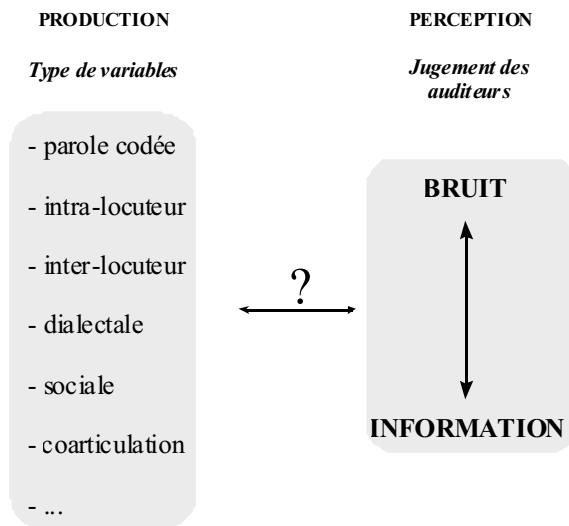 PRODUCTION
Type de variables
- parole codée
- intra-locuteur
- inter-locuteur
- dialectale
- sociale
- coarticulation
- ...
?
PERCEPTION
Jugement des
auditeurs
BRUIT
INFORMATION